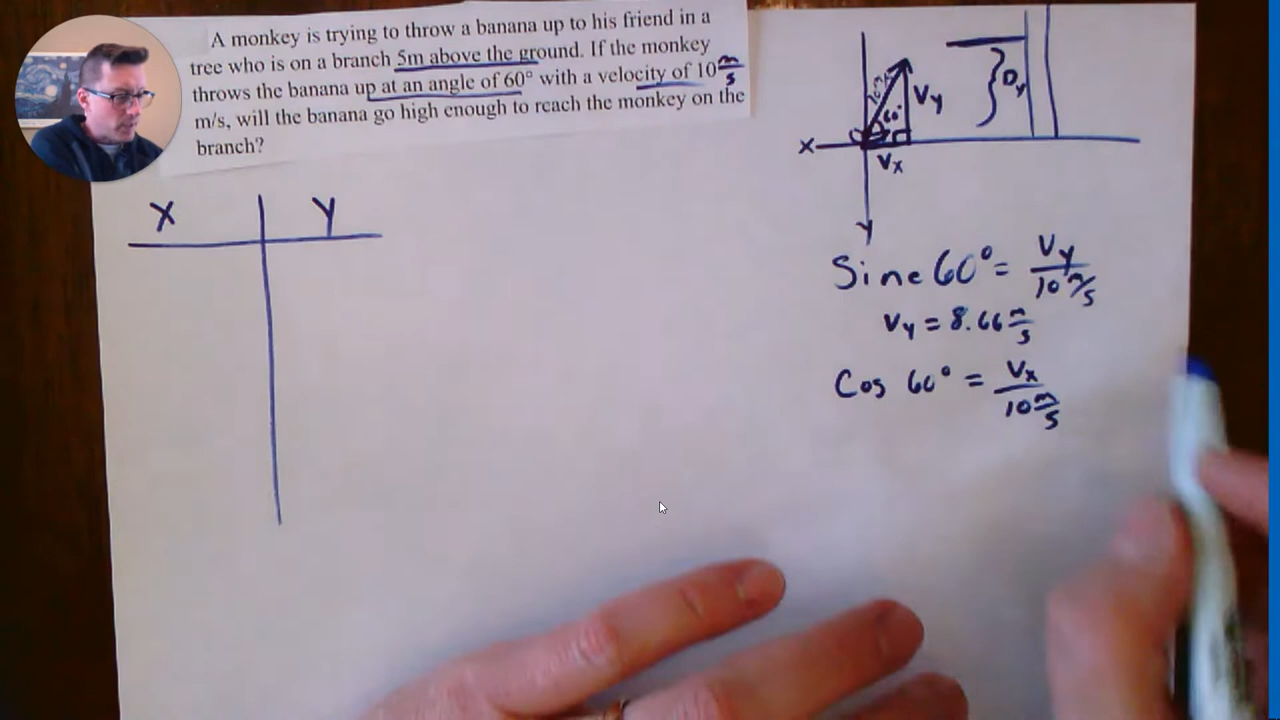 A monkey is trying to throw a banana up to his friend in a
tree who is on a branch 5m above the ground. If the monkey
throws the banana up at an angle of 60° with a velocity of 10 m/s
m/s, will the banana go high enough to reach the monkey on the
branch?
X Y
Vy
60°
Dy
X
Vx
Y
Sine 60° = Vy/10 m/s
Vy = 8.66 m/s
Cos 60° = Vx/10 m/s